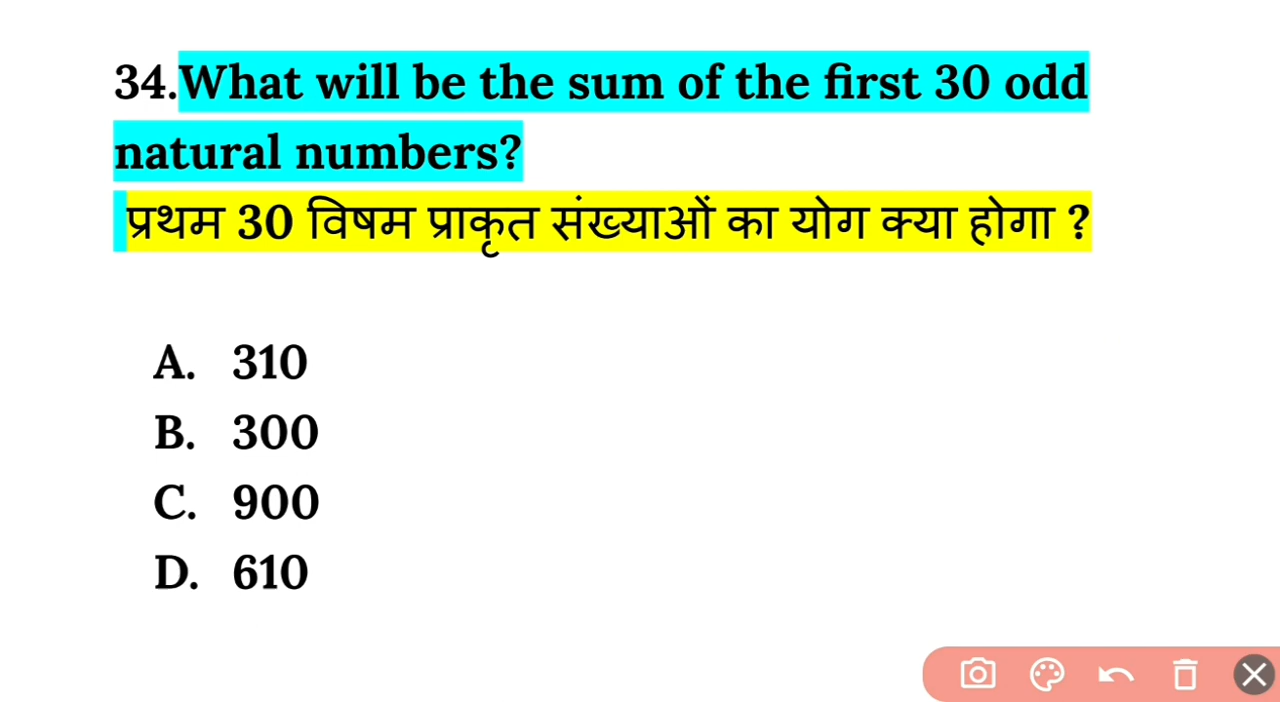 34.What will be the sum of the first 30 odd
natural numbers?
प्रथम 30 विषम प्राकृत संख्याओं का योग क्या होगा ?
A. 310
B. 300
C. 900
D. 610